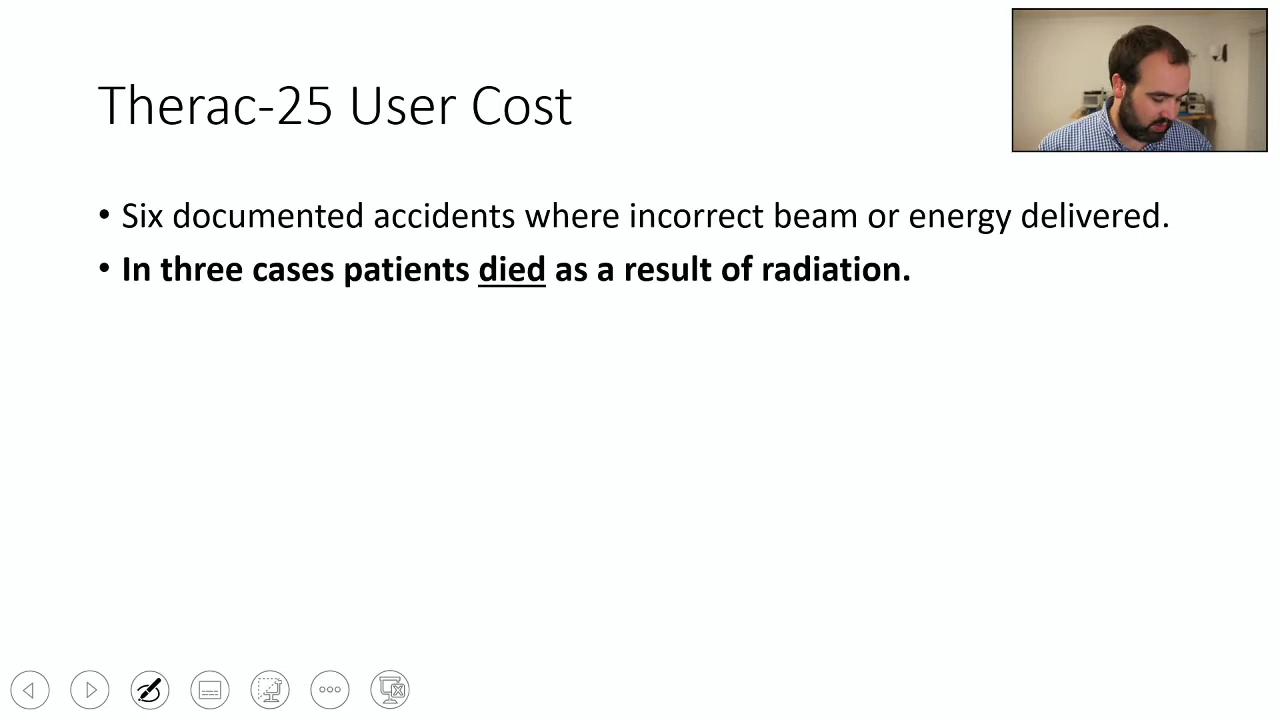 Therac-25 User Cost
• Six documented accidents where incorrect beam or energy delivered.
• In three cases patients died as a result of radiation.